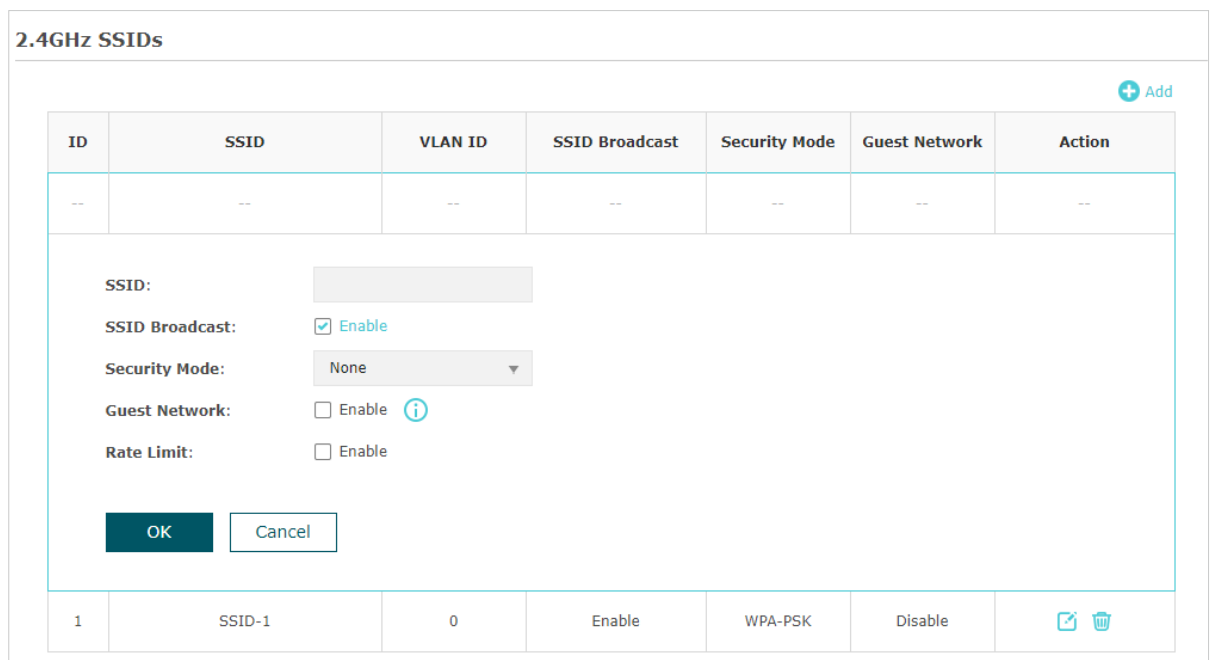 2.4GHz SSIDs
Add
ID SSID VLAN ID SSID Broadcast Security Mode Guest Network Action
-- -- -- -- -- -- --
SSID:
SSID Broadcast: Enable
Security Mode: None
Guest Network: Enable
Rate Limit: Enable
OK Cancel
1 SSID-1 0 Enable WPA-PSK Disable